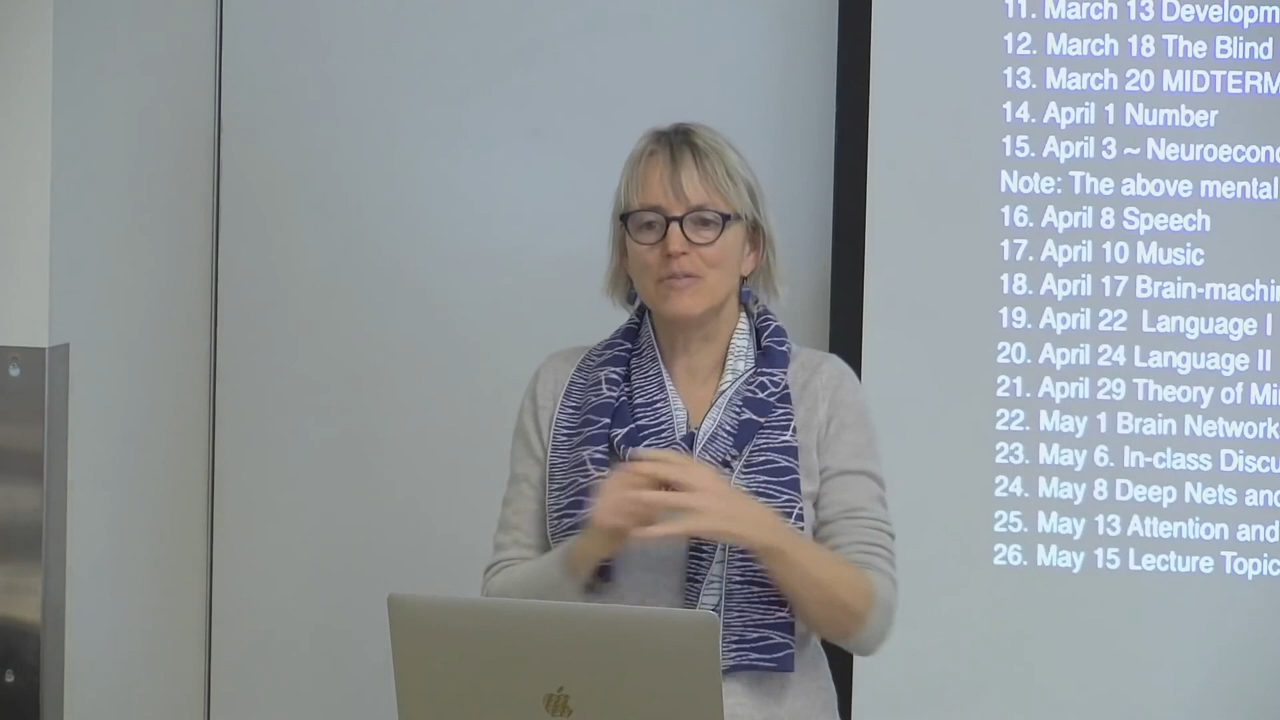 11. March 13 Developm
12. March 18 The Blind
13. March 20 MIDTERM
14. April 1 Number
15. April 3 ~ Neuroecono
Note: The above mental
16. April 8 Speech
17. April 10 Music
18. April 17 Brain-machin
19. April 22 Language I
20. April 24 Language II
21. April 29 Theory of Mi
22. May 1 Brain Network
23. May 6. In-class Discu
24. May 8 Deep Nets and
25. May 13 Attention and
26. May 15 Lecture Topic